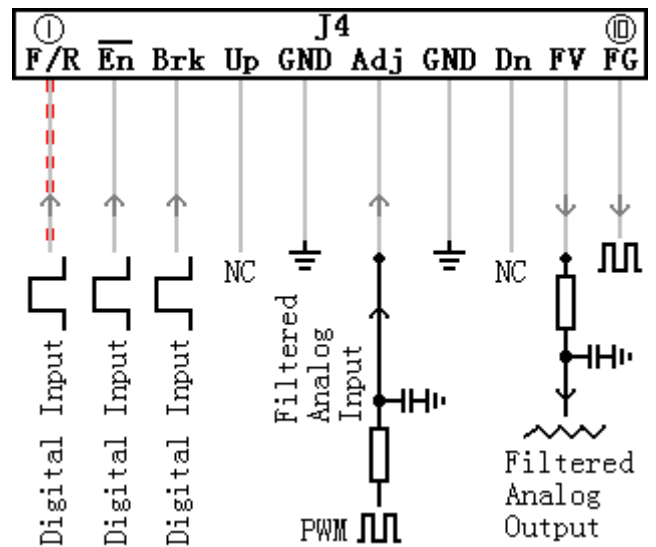 ① J4 ⑩
F/R E̅n̅ Brk Up GND Adj GND Dn FV FG
NC
NC
Digital Input
Digital Input
Digital Input
Filtered
Analog
Input
PWM
Filtered
Analog
Output